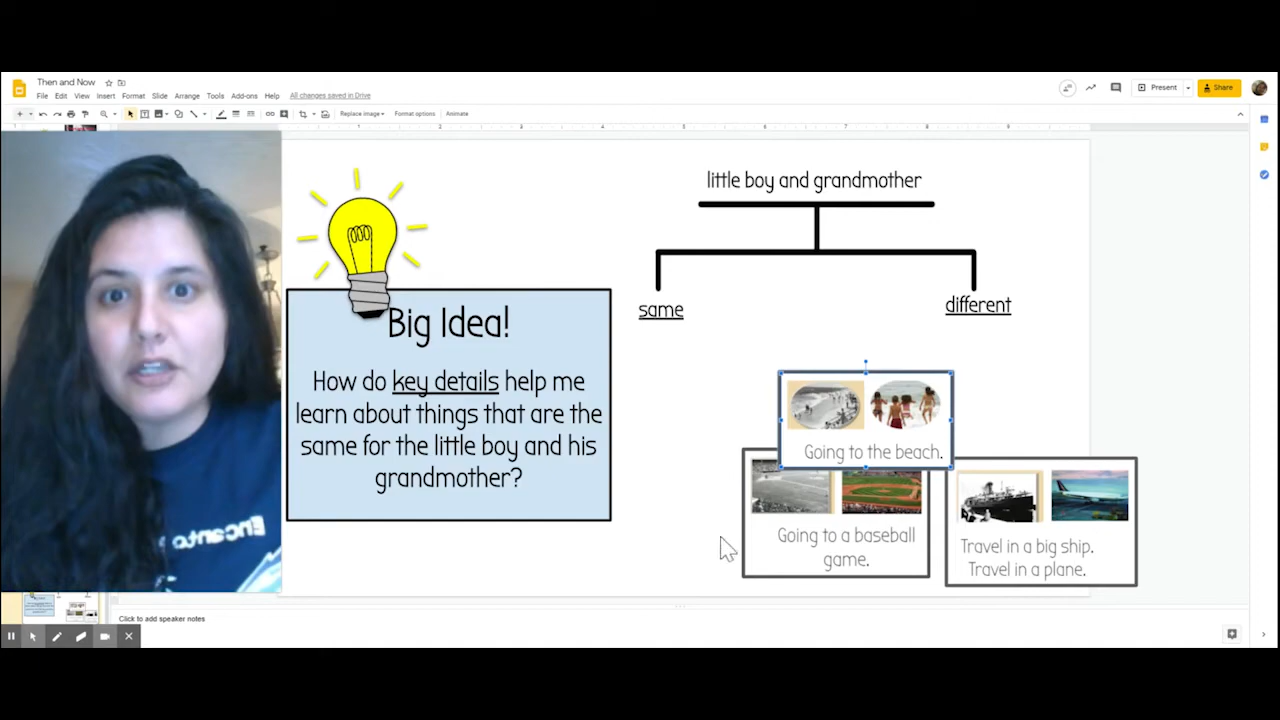 Then and Now
File Edit View Insert Format Slide Arrange Tools Add-ons Help All changes saved in Drive
Present
Share
Replace image Format options Animate
little boy and grandmother
same
different
Big Idea!
How do key details help me
learn about things that are the
same for the little boy and his
grandmother?
Going to the beach.
Going to a baseball
game.
Travel in a big ship.
Travel in a plane.
Encanto
Click to add speaker notes